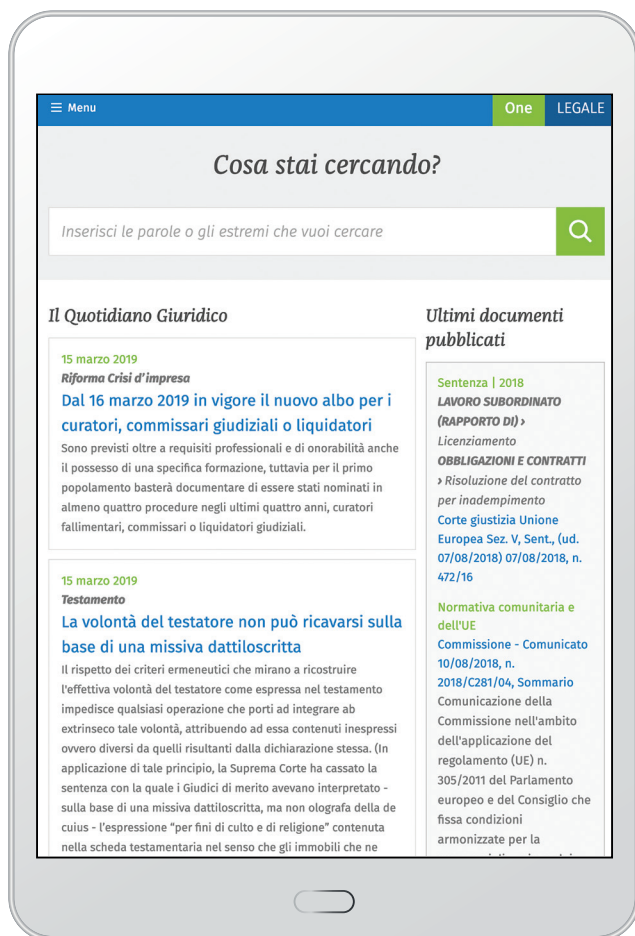 Menu
One LEGALE
Cosa stai cercando?
Inserisci le parole o gli estremi che vuoi cercare
Il Quotidiano Giuridico
15 marzo 2019
Riforma Crisi d'impresa
Dal 16 marzo 2019 in vigore il nuovo albo per i
curatori, commissari giudiziali o liquidatori
Sono previsti oltre a requisiti professionali e di onorabilità anche
il possesso di una specifica formazione, tuttavia per il primo
popolamento basterà documentare di essere stati nominati in
almeno quattro procedure negli ultimi quattro anni, curatori
fallimentari, commissari o liquidatori giudiziali.
15 marzo 2019
Testamento
La volontà del testatore non può ricavarsi sulla
base di una missiva dattiloscritta
Il rispetto dei criteri ermeneutici che mirano a ricostruire
l'effettiva volontà del testatore come espressa nel testamento
impedisce qualsiasi operazione che porti ad integrare ab
extrinseco tale volontà, attribuendo ad essa contenuti inespressi
ovvero diversi da quelli risultanti dalla dichiarazione stessa. (In
applicazione di tale principio, la Suprema Corte ha cassato la
sentenza con la quale i Giudici di merito avevano interpretato -
sulla base di una missiva dattiloscritta, ma non olografa della de
cuius - l'espressione “per fini di culto e di religione” contenuta
nella scheda testamentaria nel senso che gli immobili che ne
Ultimi documenti
pubblicati
Sentenza | 2018
LAVORO SUBORDINATO
(RAPPORTO DI) ›
Licenziamento
OBBLIGAZIONI E CONTRATTI
› Risoluzione del contratto
per inadempimento
Corte giustizia Unione
Europea Sez. V, Sent., (ud.
07/08/2018) 07/08/2018, n.
472/16
Normativa comunitaria e
dell'UE
Commissione - Comunicato
10/08/2018, n.
2018/C281/04, Sommario
Comunicazione della
Commissione nell'ambito
dell'applicazione del
regolamento (UE) n.
305/2011 del Parlamento
europeo e del Consiglio che
fissa condizioni
armonizzate per la